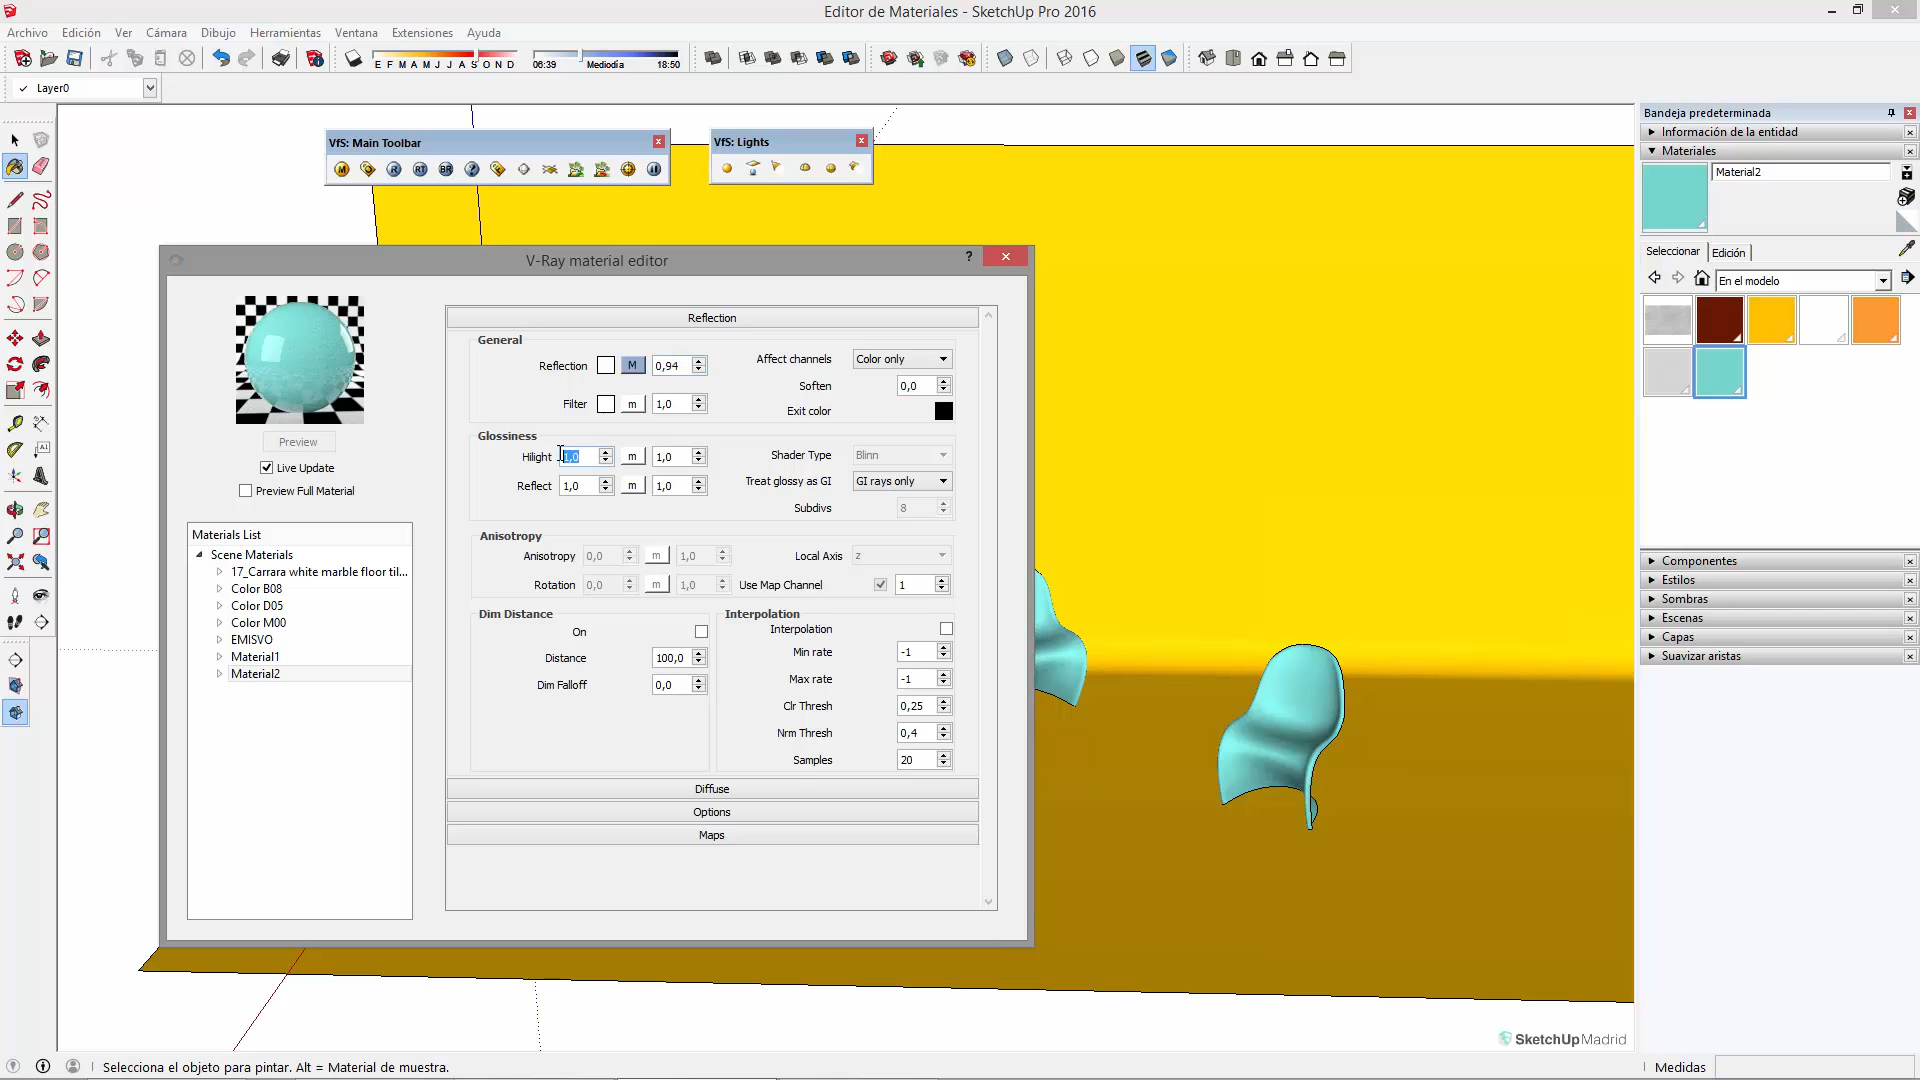 Editor de Materiales - SketchUp Pro 2016
Archivo Edición Ver Cámara Dibujo Herramientas Ventana Extensiones Ayuda
E F M A M J J A S O N D 06:39 Mediodía 18:50
Layer0
VfS: Main Toolbar
VfS: Lights
M R RT BR
V-Ray material editor
?
Preview
Live Update
Preview Full Material
Materials List
Scene Materials
17_Carrara white marble floor til...
Color B08
Color D05
Color M00
EMISVO
Material1
Material2
Reflection
General
Reflection M 0,94 Affect channels Color only
Soften 0,0
Filter m 1,0 Exit color
Glossiness
Hilight 1,0 m 1,0 Shader Type Blinn
Reflect 1,0 m 1,0 Treat glossy as GI GI rays only
Subdivs 8
Anisotropy
Anisotropy 0,0 m 1,0 Local Axis z
Rotation 0,0 m 1,0 Use Map Channel 1
Dim Distance
On
Distance 100,0
Dim Falloff 0,0
Interpolation
Interpolation
Min rate -1
Max rate -1
Clr Thresh 0,25
Nrm Thresh 0,4
Samples 20
Diffuse
Options
Maps
Bandeja predeterminada
Información de la entidad
Materiales
Material2
Seleccionar Edición
En el modelo
Componentes
Estilos
Sombras
Escenas
Capas
Suavizar aristas
SketchUpMadrid
Selecciona el objeto para pintar. Alt = Material de muestra.
Medidas